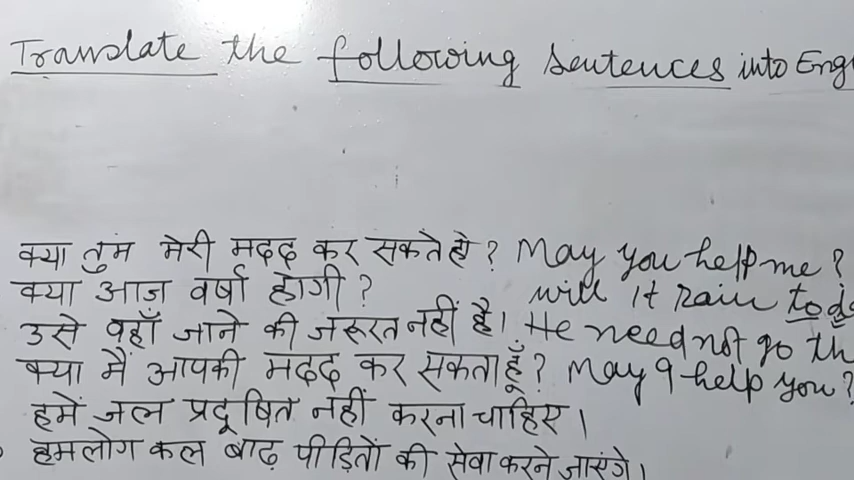 Translate the following sentences into Eng
क्या तुम मेरी मदद कर सकते हो? May you help me?
क्या आज वर्षा होगी? will it rain
उसे वहाँ जाने की जरूरत नहीं है। He need not go th
क्या मैं आपकी मदद कर सकता हूँ? May I help you?
हमें जल प्रदूषित नहीं करना चाहिए।
हमलोग कल बाढ़ पीड़ितों की सेवा करने जाएंगे।